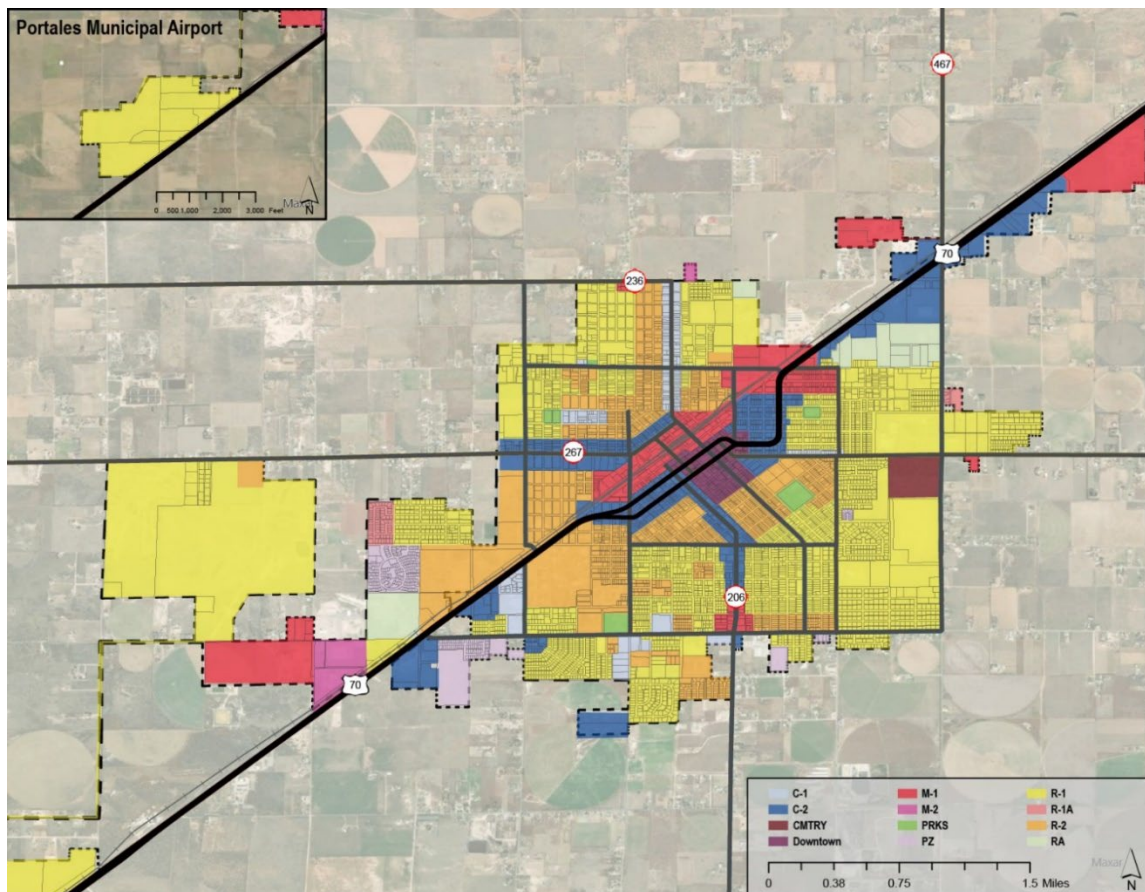 Portales Municipal Airport
0 500 1,000 2,000 3,000 Feet
Maxar
N
467
70
236
267
206
70
C-1
C-2
CMTRY
Downtown
M-1
M-2
PRKS
PZ
R-1
R-1A
R-2
RA
0 0.38 0.75 1.5 Miles
Maxar
N